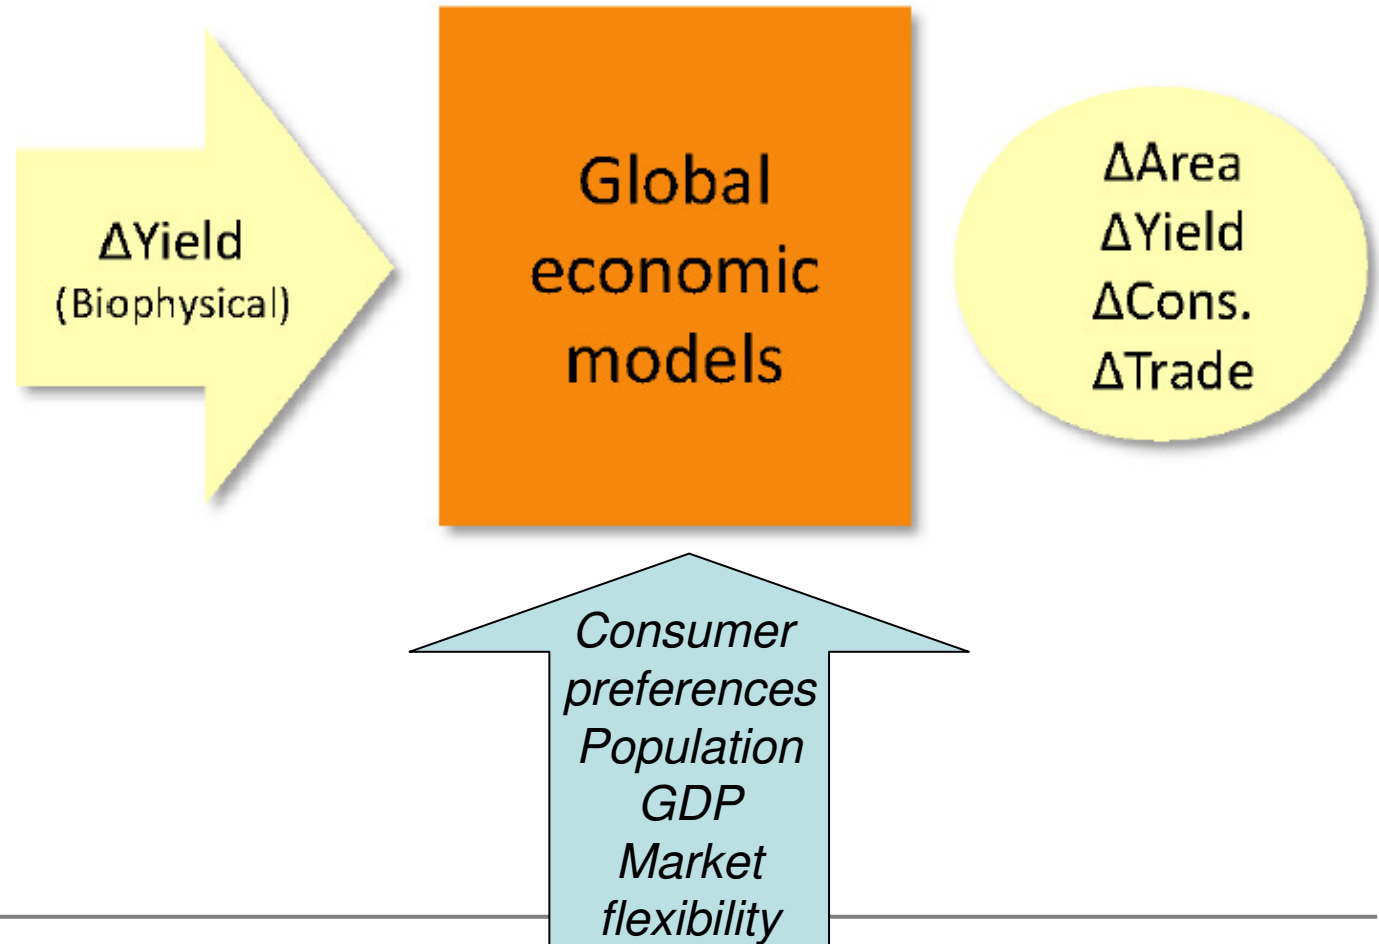 ΔYield
(Biophysical)
Global
economic
models
ΔArea
ΔYield
ΔCons.
ΔTrade
Consumer
preferences
Population
GDP
Market
flexibility